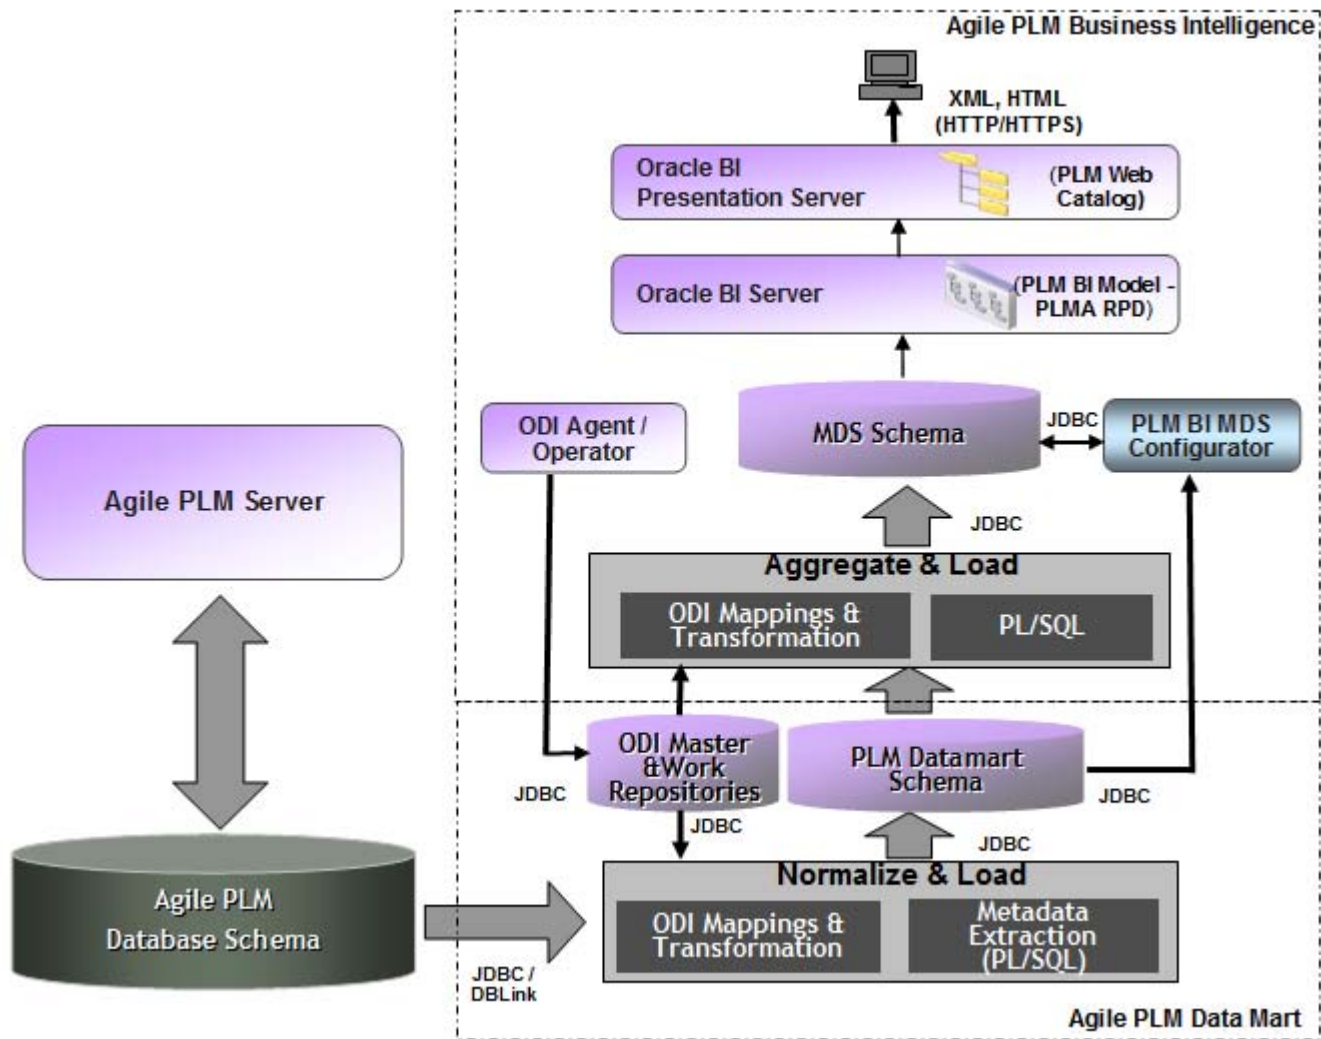 Agile PLM Business Intelligence
XML, HTML
(HTTP/HTTPS)
Oracle BI
Presentation Server
(PLM Web
Catalog)
Oracle BI Server
(PLM BI Model -
PLMA RPD)
ODI Agent /
Operator
MDS Schema
JDBC
PLM BI MDS
Configurator
Agile PLM Server
JDBC
Aggregate & Load
ODI Mappings &
Transformation
PL/SQL
ODI Master
&Work
Repositories
PLM Datamart
Schema
JDBC
JDBC
JDBC
JDBC
Normalize & Load
Agile PLM
Database Schema
ODI Mappings &
Transformation
Metadata
Extraction
(PL/SQL)
JDBC /
DBLink
Agile PLM Data Mart